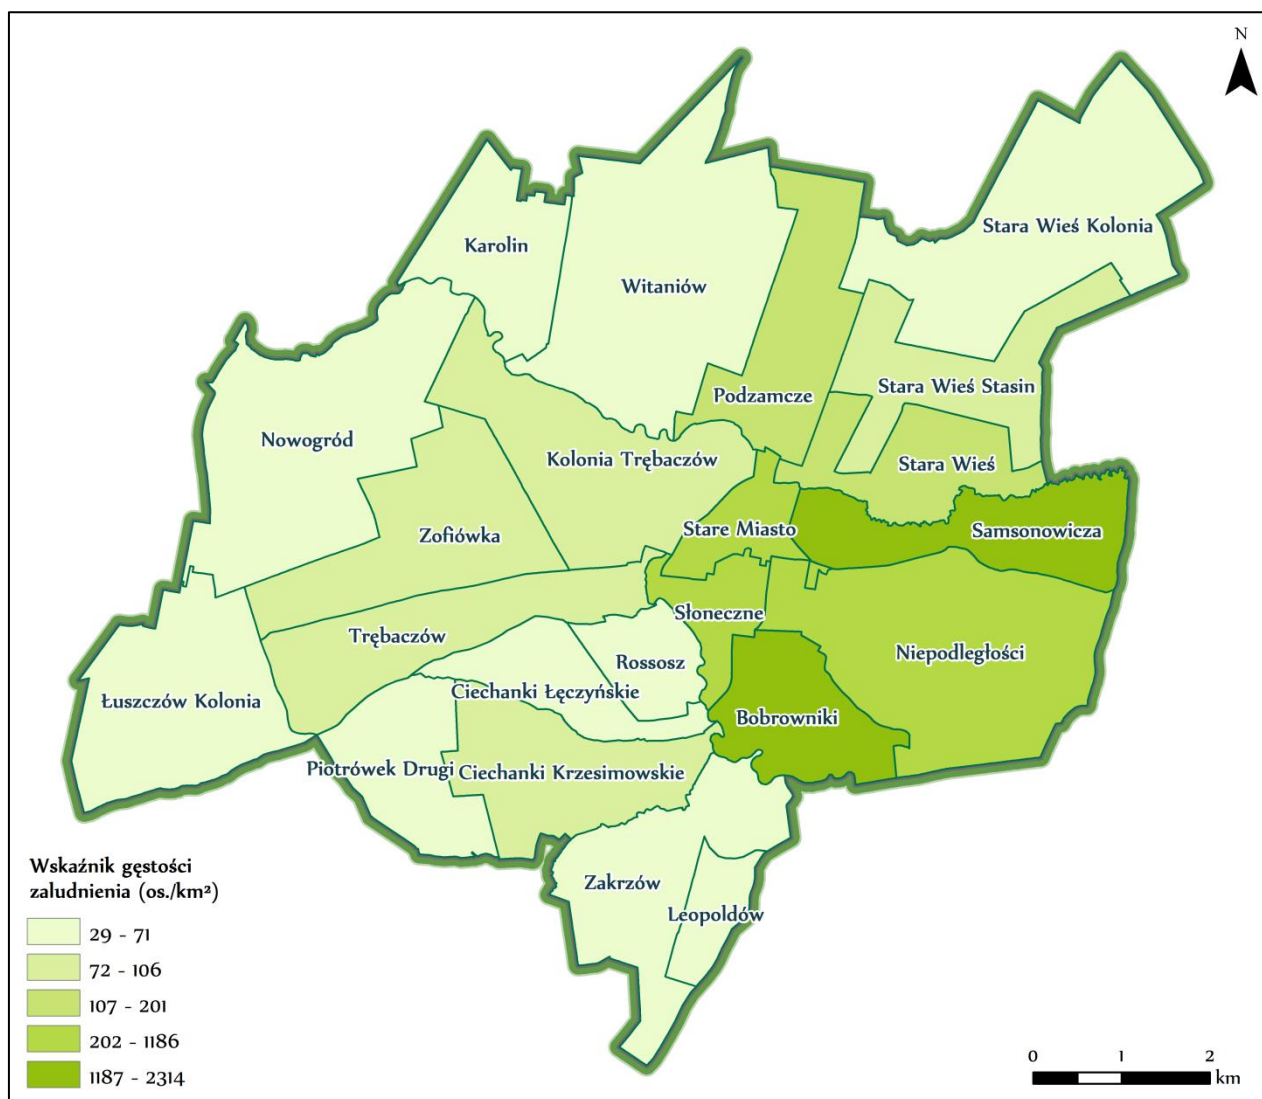 N
Stara Wieś Kolonia
Karolin
Witaniów
Stara Wieś Stasin
Podzamcze
Nowogród
Kolonia Trębaczów
Stara Wieś
Stare Miasto
Samsonowicza
Zofiówka
Słoneczne
Trębaczów
Niepodległości
Rossosz
Ciechanki Łęczyńskie
Łuszczów Kolonia
Bobrowniki
Piotrówek Drugi
Ciechanki Krzesimowskie
Zakrzów
Leopoldów
Wskaźnik gęstości
zaludnienia (os./km²)
29 - 71
72 - 106
107 - 201
202 - 1186
1187 - 2314
0 1 2
km